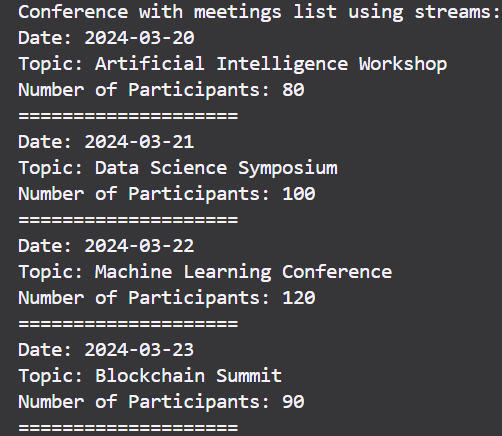 Conference with meetings list using streams:
Date: 2024-03-20
Topic: Artificial Intelligence Workshop
Number of Participants: 80
====================
Date: 2024-03-21
Topic: Data Science Symposium
Number of Participants: 100
====================
Date: 2024-03-22
Topic: Machine Learning Conference
Number of Participants: 120
====================
Date: 2024-03-23
Topic: Blockchain Summit
Number of Participants: 90
====================